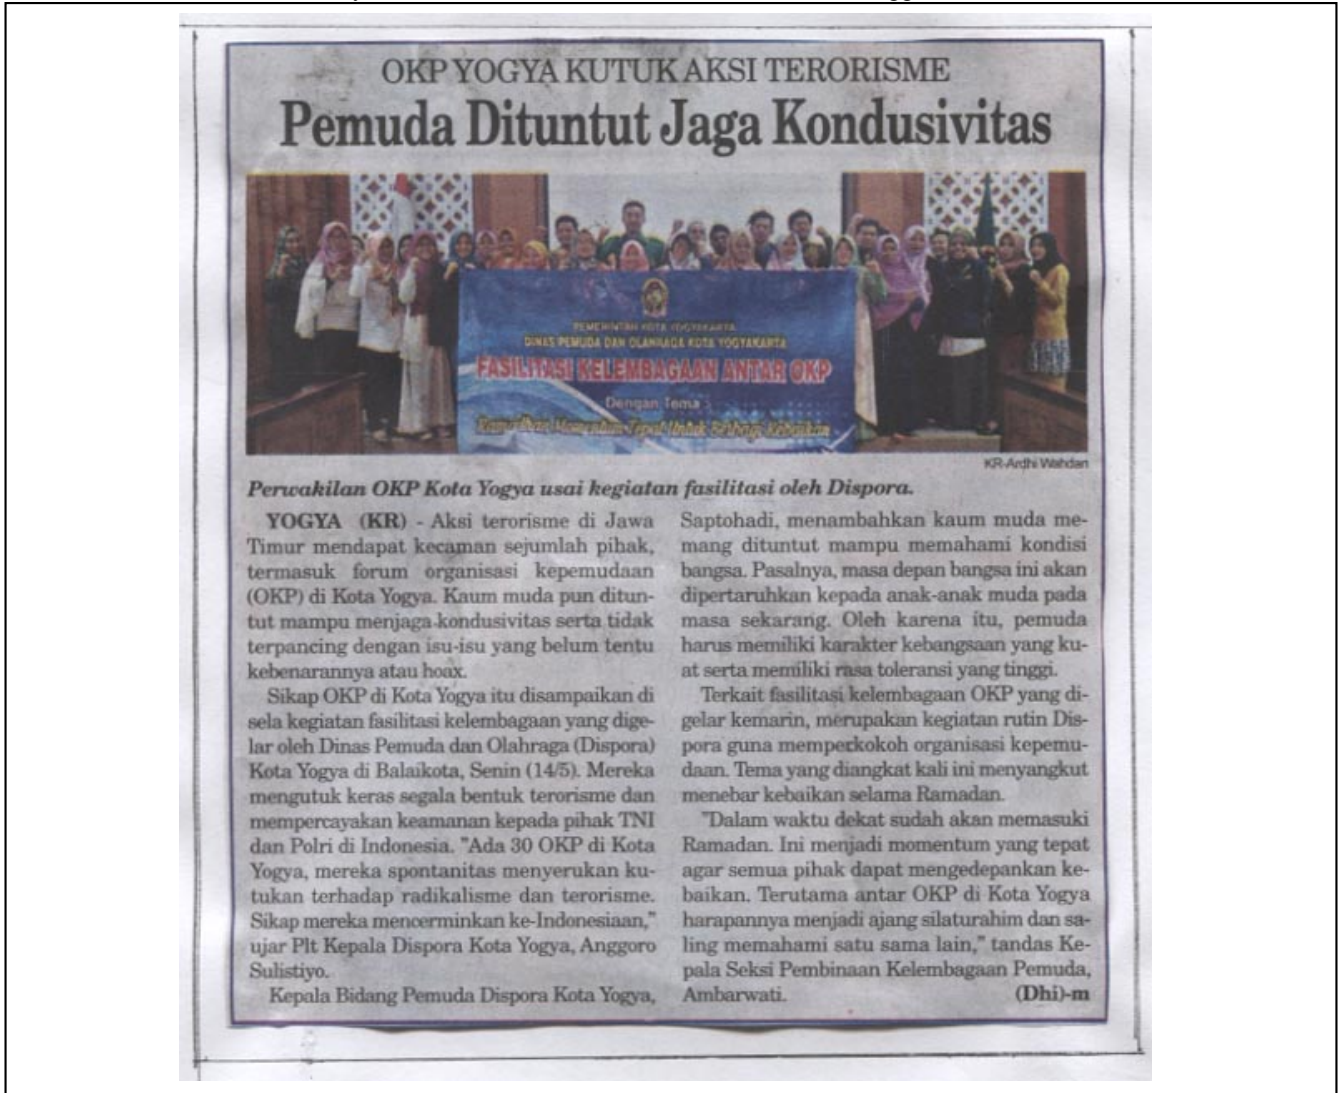 OKP YOGYA KUTUK AKSI TERORISME
Pemuda Dituntut Jaga Kondusivitas
PEMERINTAH KOTA YOGYAKARTA
DINAS PEMUDA DAN OLAHRAGA KOTA YOGYAKARTA
FASILITASI KELEMBAGAAN ANTAR OKP
Dengan Tema :
Ramadhan Momentum Tepat Untuk Berbagi Kebaikan
KR-Ardhi Wahdan
Perwakilan OKP Kota Yogya usai kegiatan fasilitasi oleh Dispora.
YOGYA (KR) - Aksi terorisme di Jawa
Timur mendapat kecaman sejumlah pihak,
termasuk forum organisasi kepemudaan
(OKP) di Kota Yogya. Kaum muda pun ditun-
tut mampu menjaga kondusivitas serta tidak
terpancing dengan isu-isu yang belum tentu
kebenarannya atau hoax.
Sikap OKP di Kota Yogya itu disampaikan di
sela kegiatan fasilitasi kelembagaan yang dige-
lar oleh Dinas Pemuda dan Olahraga (Dispora)
Kota Yogya di Balaikota, Senin (14/5). Mereka
mengutuk keras segala bentuk terorisme dan
mempercayakan keamanan kepada pihak TNI
dan Polri di Indonesia. "Ada 30 OKP di Kota
Yogya, mereka spontanitas menyerukan ku-
tukan terhadap radikalisme dan terorisme.
Sikap mereka mencerminkan ke-Indonesiaan,"
ujar Plt Kepala Dispora Kota Yogya, Anggoro
Sulistiyo.
Kepala Bidang Pemuda Dispora Kota Yogya,
Saptohadi, menambahkan kaum muda me-
mang dituntut mampu memahami kondisi
bangsa. Pasalnya, masa depan bangsa ini akan
dipertaruhkan kepada anak-anak muda pada
masa sekarang. Oleh karena itu, pemuda
harus memiliki karakter kebangsaan yang ku-
at serta memiliki rasa toleransi yang tinggi.
Terkait fasilitasi kelembagaan OKP yang di-
gelar kemarin, merupakan kegiatan rutin Dis-
pora guna memperkokoh organisasi kepemu-
daan. Tema yang diangkat kali ini menyangkut
menebar kebaikan selama Ramadan.
"Dalam waktu dekat sudah akan memasuki
Ramadan. Ini menjadi momentum yang tepat
agar semua pihak dapat mengedepankan ke-
baikan. Terutama antar OKP di Kota Yogya
harapannya menjadi ajang silaturahim dan sa-
ling memahami satu sama lain," tandas Ke-
pala Seksi Pembinaan Kelembagaan Pemuda,
Ambarwati. (Dhi)-m